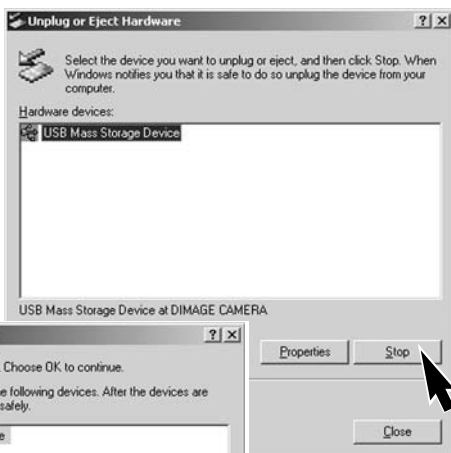 Unplug or Eject Hardware
Select the device you want to unplug or eject, and then click Stop. When
Windows notifies you that it is safe to do so unplug the device from your
computer.
Hardware devices:
USB Mass Storage Device
USB Mass Storage Device at DIMAGE CAMERA
Properties
Stop
Choose OK to continue.
e following devices. After the devices are
safely.
e
Close